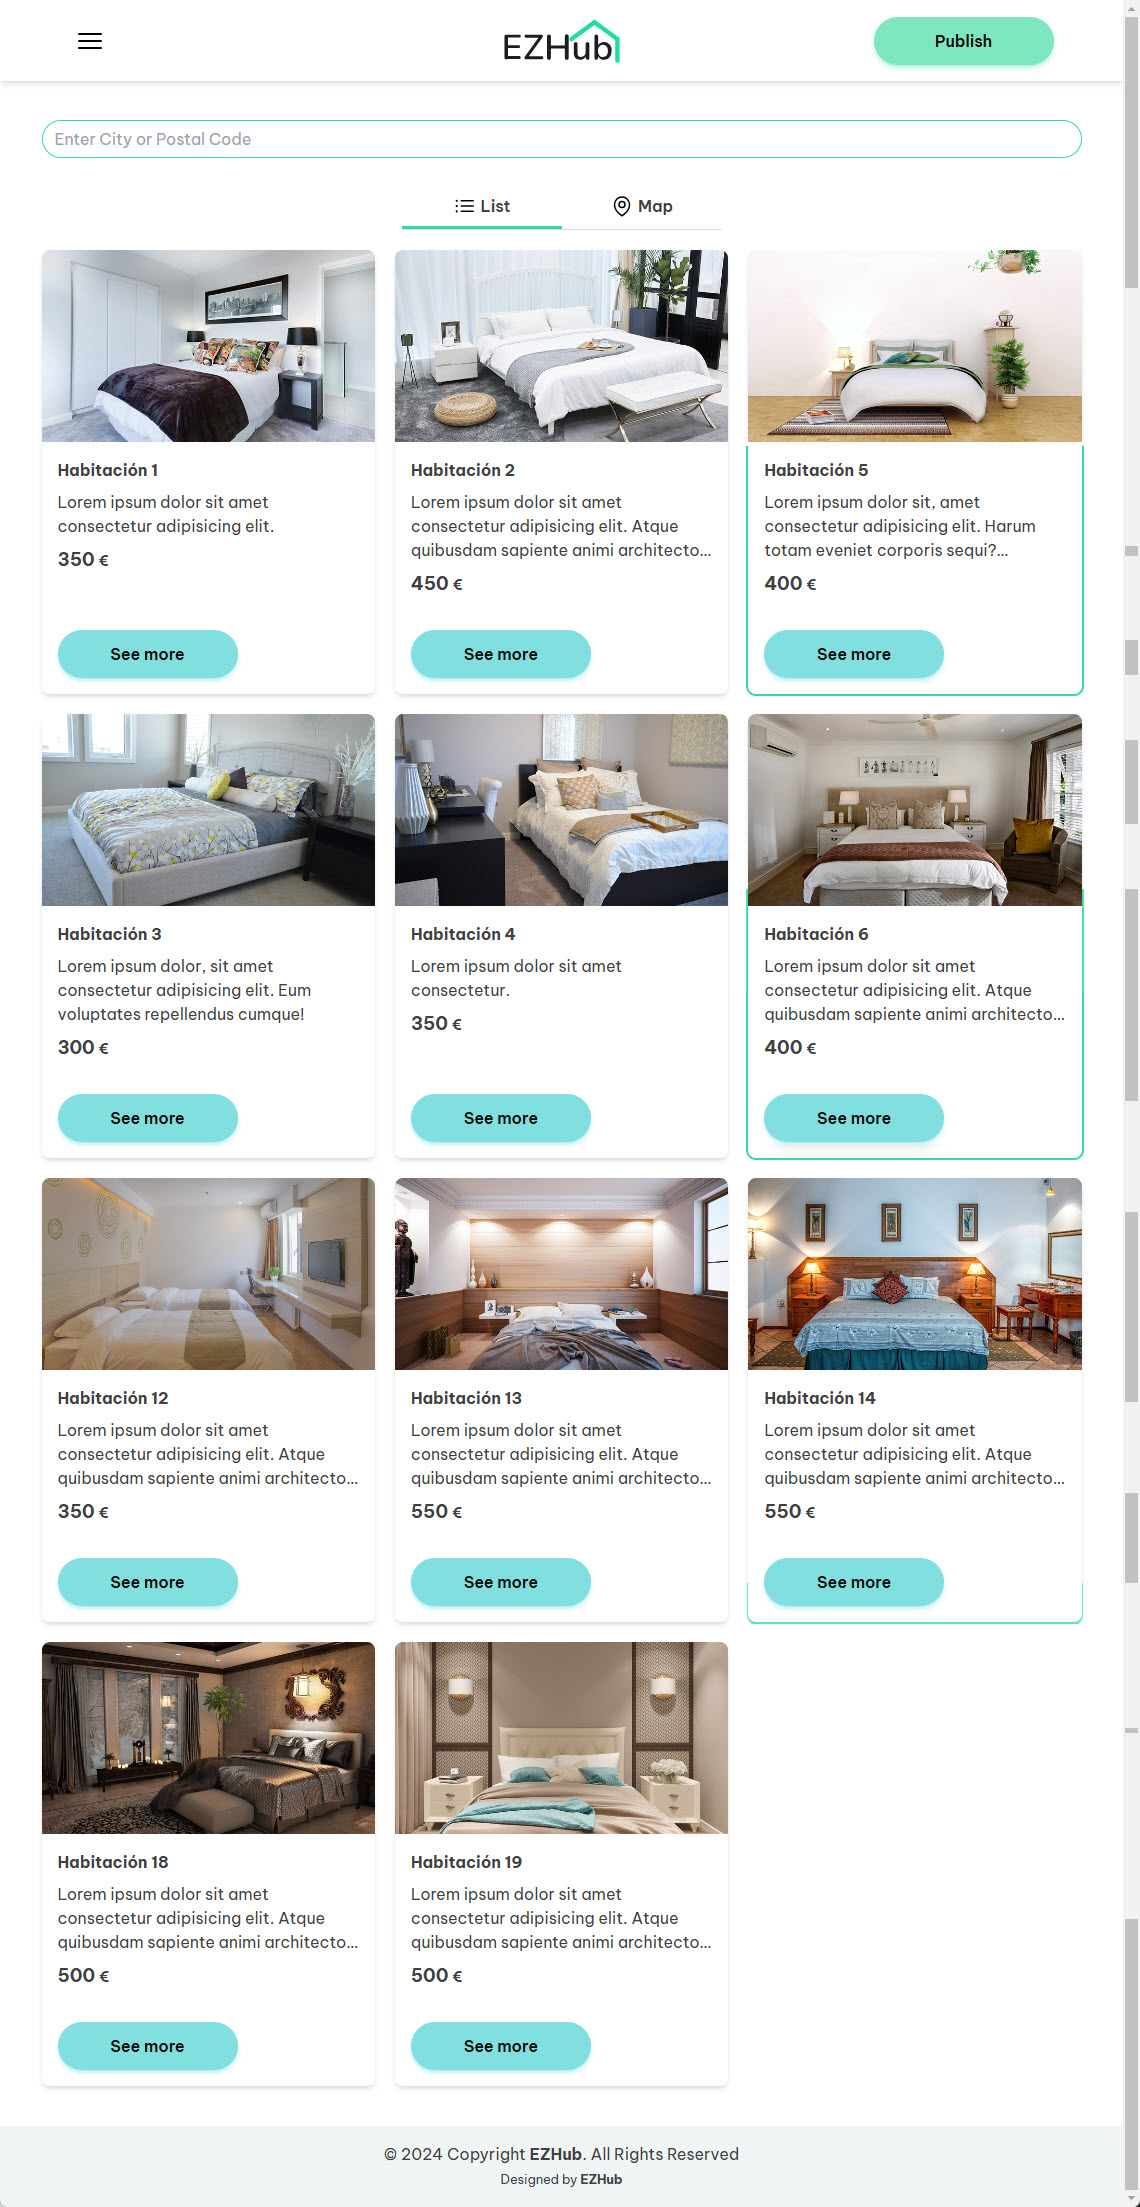 EZHub
Publish
Enter City or Postal Code
List
Map
Habitación 1
Lorem ipsum dolor sit amet
consectetur adipisicing elit.
350 €
See more
Habitación 2
Lorem ipsum dolor sit amet
consectetur adipisicing elit. Atque
quibusdam sapiente animi architecto...
450 €
See more
Habitación 5
Lorem ipsum dolor sit, amet
consectetur adipisicing elit. Harum
totam eveniet corporis sequi?...
400 €
See more
Habitación 3
Lorem ipsum dolor, sit amet
consectetur adipisicing elit. Eum
voluptates repellendus cumque!
300 €
See more
Habitación 4
Lorem ipsum dolor sit amet
consectetur.
350 €
See more
Habitación 6
Lorem ipsum dolor sit amet
consectetur adipisicing elit. Atque
quibusdam sapiente animi architecto...
400 €
See more
Habitación 12
Lorem ipsum dolor sit amet
consectetur adipisicing elit. Atque
quibusdam sapiente animi architecto...
350 €
See more
Habitación 13
Lorem ipsum dolor sit amet
consectetur adipisicing elit. Atque
quibusdam sapiente animi architecto...
550 €
See more
Habitación 14
Lorem ipsum dolor sit amet
consectetur adipisicing elit. Atque
quibusdam sapiente animi architecto...
550 €
See more
Habitación 18
Lorem ipsum dolor sit amet
consectetur adipisicing elit. Atque
quibusdam sapiente animi architecto...
500 €
See more
Habitación 19
Lorem ipsum dolor sit amet
consectetur adipisicing elit. Atque
quibusdam sapiente animi architecto...
500 €
See more
© 2024 Copyright EZHub. All Rights Reserved
Designed by EZHub